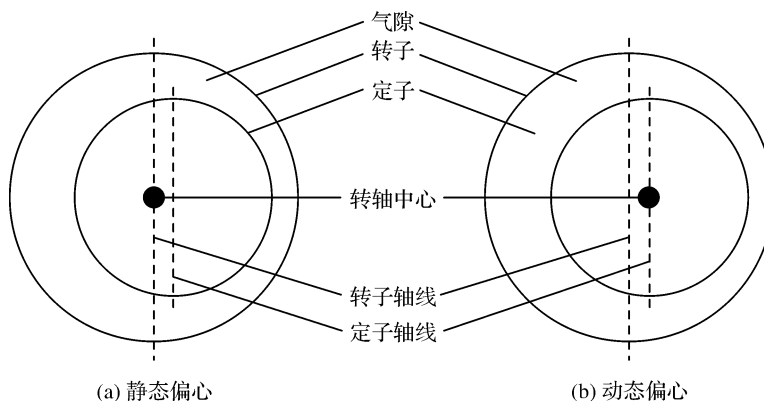 气隙
转子
定子
转轴中心
转子轴线
定子轴线
(a) 静态偏心
(b) 动态偏心